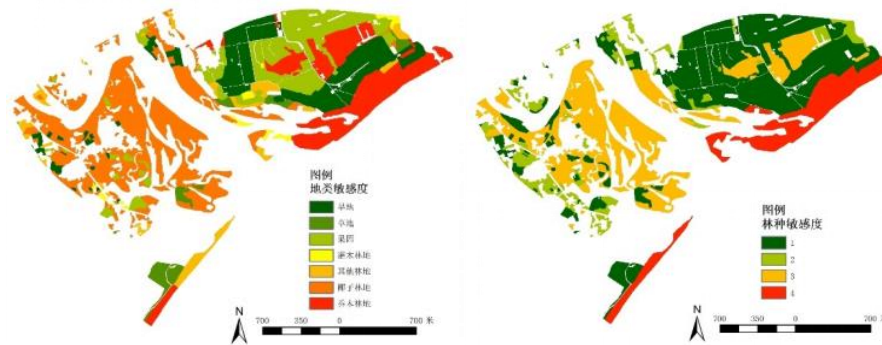 图例
地类敏感度
旱地
草地
果园
灌木林地
其他林地
椰子林地
乔木林地
N
700 350 0 700 米
图例
林种敏感度
1
2
3
4
N
700 350 0 700